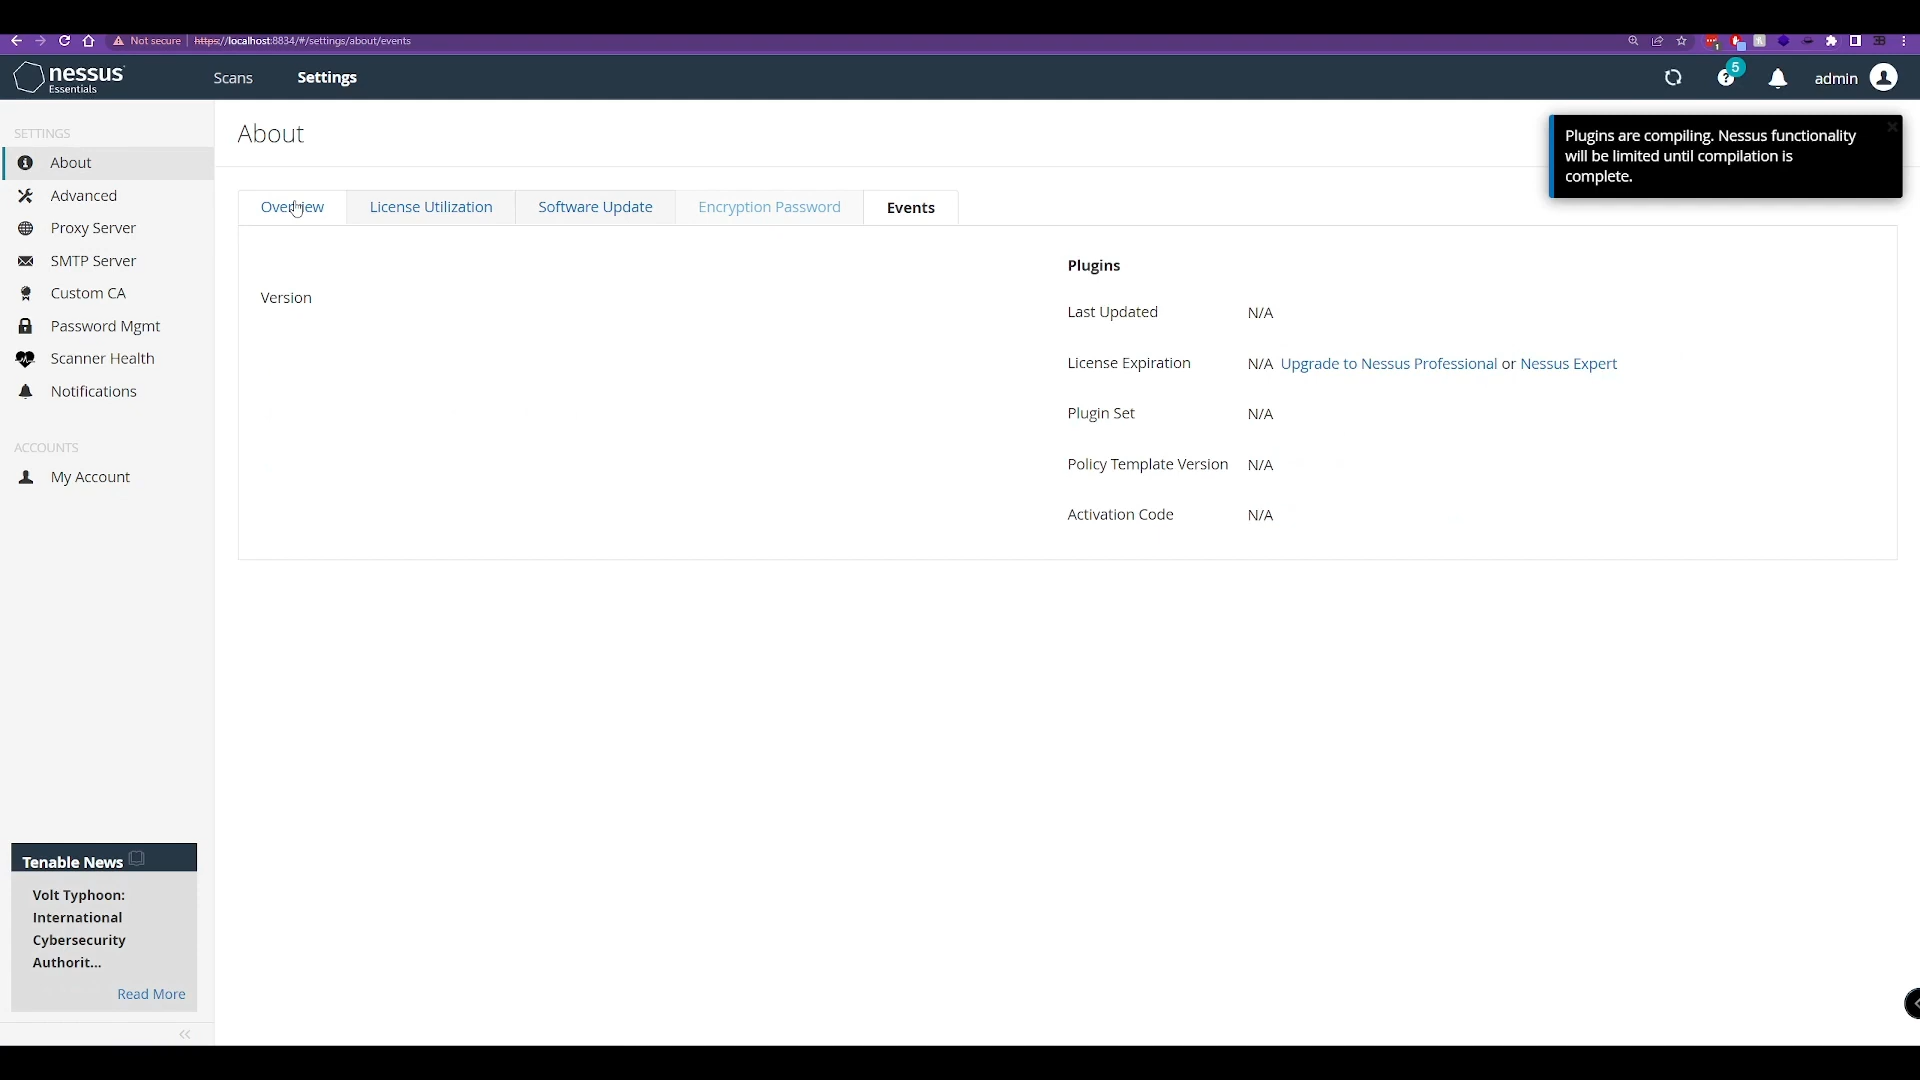 Not secure
https://localhost:8834/#/settings/about/events
nessus
Essentials
Scans
Settings
5
admin
SETTINGS
About
Advanced
Proxy Server
SMTP Server
Custom CA
Password Mgmt
Scanner Health
Notifications
ACCOUNTS
My Account
Tenable News
Volt Typhoon:
International
Cybersecurity
Authorit...
Read More
About
Plugins are compiling. Nessus functionality
will be limited until compilation is
complete.
Overview
License Utilization
Software Update
Encryption Password
Events
Version
Plugins
Last Updated N/A
License Expiration N/A Upgrade to Nessus Professional or Nessus Expert
Plugin Set N/A
Policy Template Version N/A
Activation Code N/A